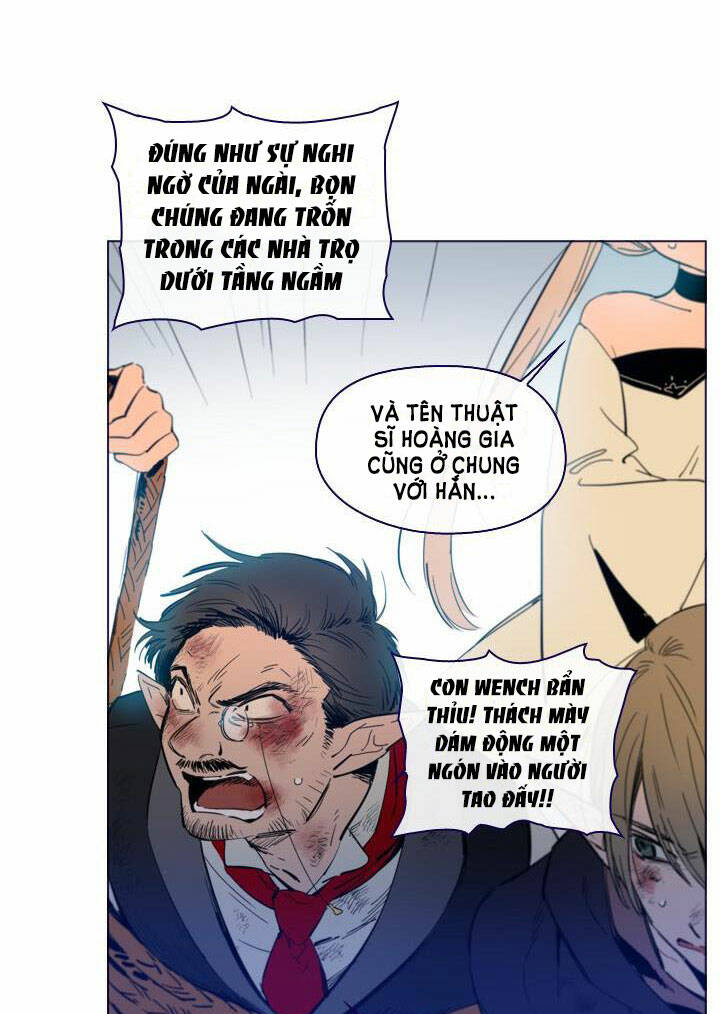 ĐÚNG NHƯ SỰ NGHI
NGỜ CỦA NGÀI, BỌN
CHÚNG ĐANG TRỐN
TRONG CÁC NHÀ TRỌ
DƯỚI TẦNG NGẦM
VÀ TÊN THUẬT
SĨ HOÀNG GIA
CŨNG Ở CHUNG
VỚI HẮN...
CON WENCH BẨN
THỈU! THÁCH MÀY
DÁM ĐỘNG MỘT
NGÓN VÀO NGƯỜI
TAO ĐẤY!!